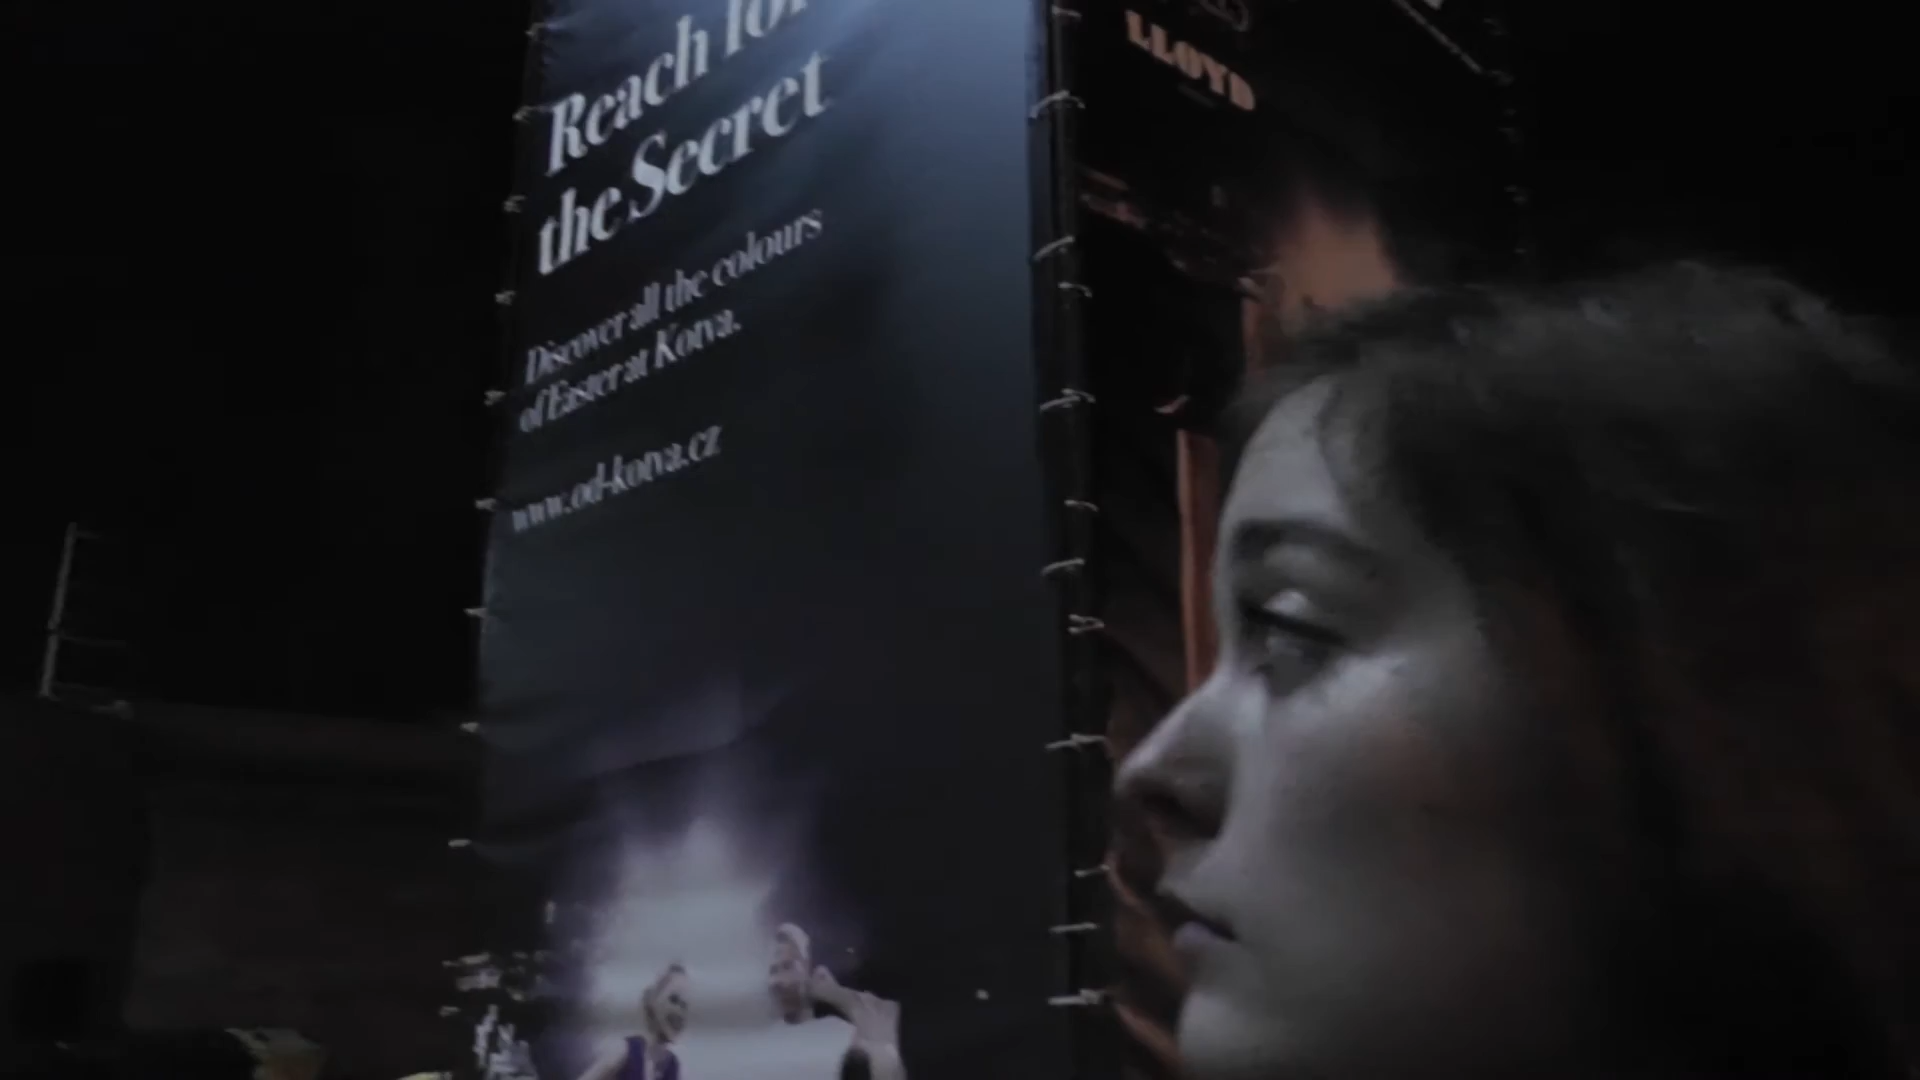 Reach for
the Secret
Discover all the colours
of Easter at Kotva.
www.od-kotva.cz
LLOYD